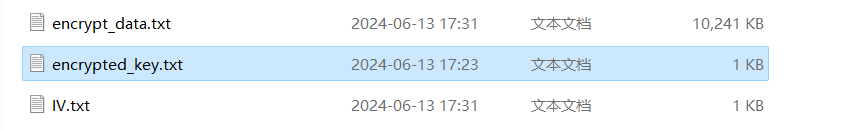 encrypt_data.txt 2024-06-13 17:31 文本文档 10,241 KB
encrypted_key.txt 2024-06-13 17:23 文本文档 1 KB
IV.txt 2024-06-13 17:31 文本文档 1 KB